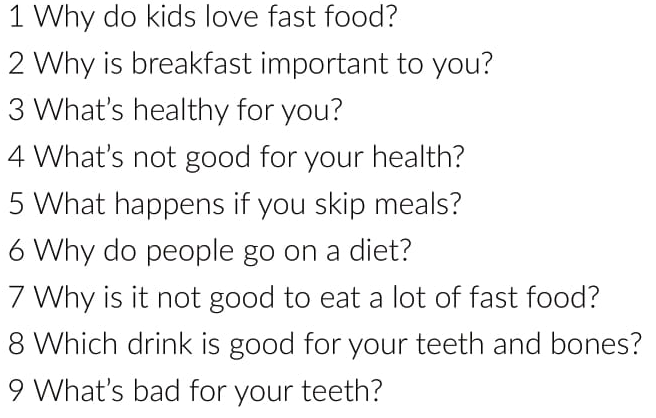 1 Why do kids love fast food?
2 Why is breakfast important to you?
3 What's healthy for you?
4 What's not good for your health?
5 What happens if you skip meals?
6 Why do people go on a diet?
7 Why is it not good to eat a lot of fast food?
8 Which drink is good for your teeth and bones?
9 What's bad for your teeth?